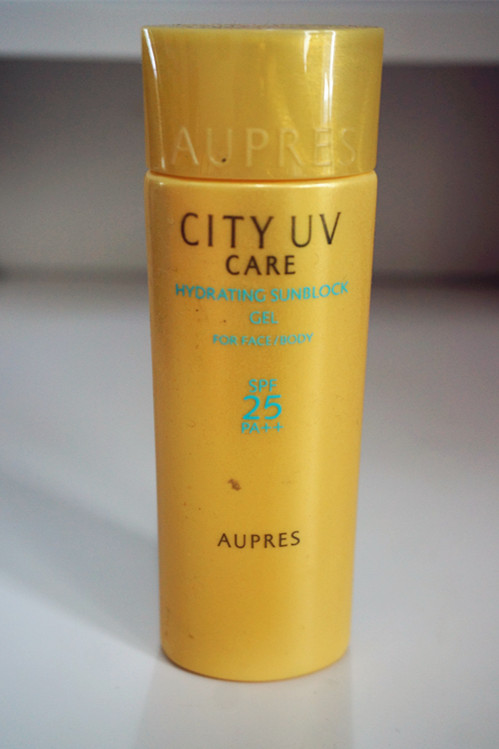 AUPRES
CITY UV
CARE
HYDRATING SUNBLOCK
GEL
FOR FACE/BODY
SPF
25
PA++
AUPRES